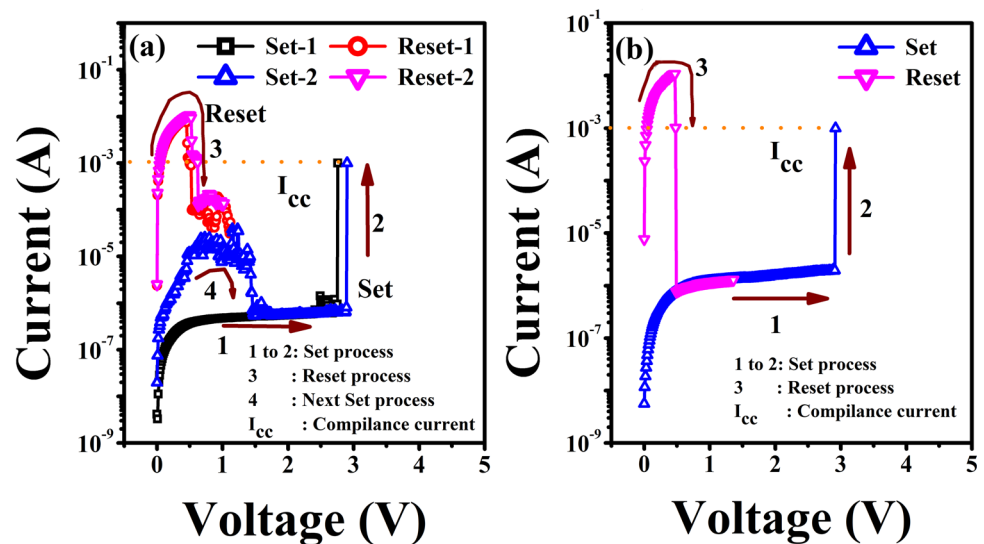 (a)
Set-1 Reset-1
Set-2 Reset-2
Reset
3
I_cc
2
4
Set
1
1 to 2: Set process
3 : Reset process
4 : Next Set process
I_cc : Compilance current
10^-1
10^-3
10^-5
10^-7
10^-9
0 1 2 3 4 5
Current (A)
Voltage (V)
(b)
Set
Reset
3
I_cc
2
1
1 to 2: Set process
3 : Reset process
I_cc : Compilance current
10^1
10^-1
10^-3
10^-5
10^-7
10^-9
0 1 2 3 4 5
Current (A)
Voltage (V)